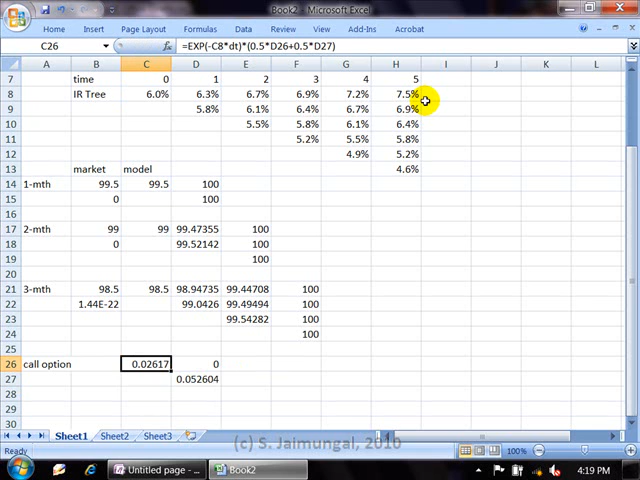 Book2 - Microsoft Excel
Home Insert Page Layout Formulas Data Review View Add-Ins Acrobat
C26 fx =EXP(-C8*dt)*(0.5*D26+0.5*D27)
A B C D E F G H I J K L
7 time 0 1 2 3 4 5
8 IR Tree 6.0% 6.3% 6.7% 6.9% 7.2% 7.5%
9 5.8% 6.1% 6.4% 6.7% 6.9%
10 5.5% 5.8% 6.1% 6.4%
11 5.2% 5.5% 5.8%
12 4.9% 5.2%
13 market model 4.6%
14 1-mth 99.5 99.5 100
15 0 100
16
17 2-mth 99 99 99.47355 100
18 0 99.52142 100
19 100
20
21 3-mth 98.5 98.5 98.94735 99.44708 100
22 1.44E-22 99.0426 99.49494 100
23 99.54282 100
24 100
25
26 call option 0.02617 0
27 0.052604
28
29
30
Sheet1 Sheet2 Sheet3
(c) S. Jaimungal, 2010
Ready 100%
Untitled page - ... Book2 4:19 PM